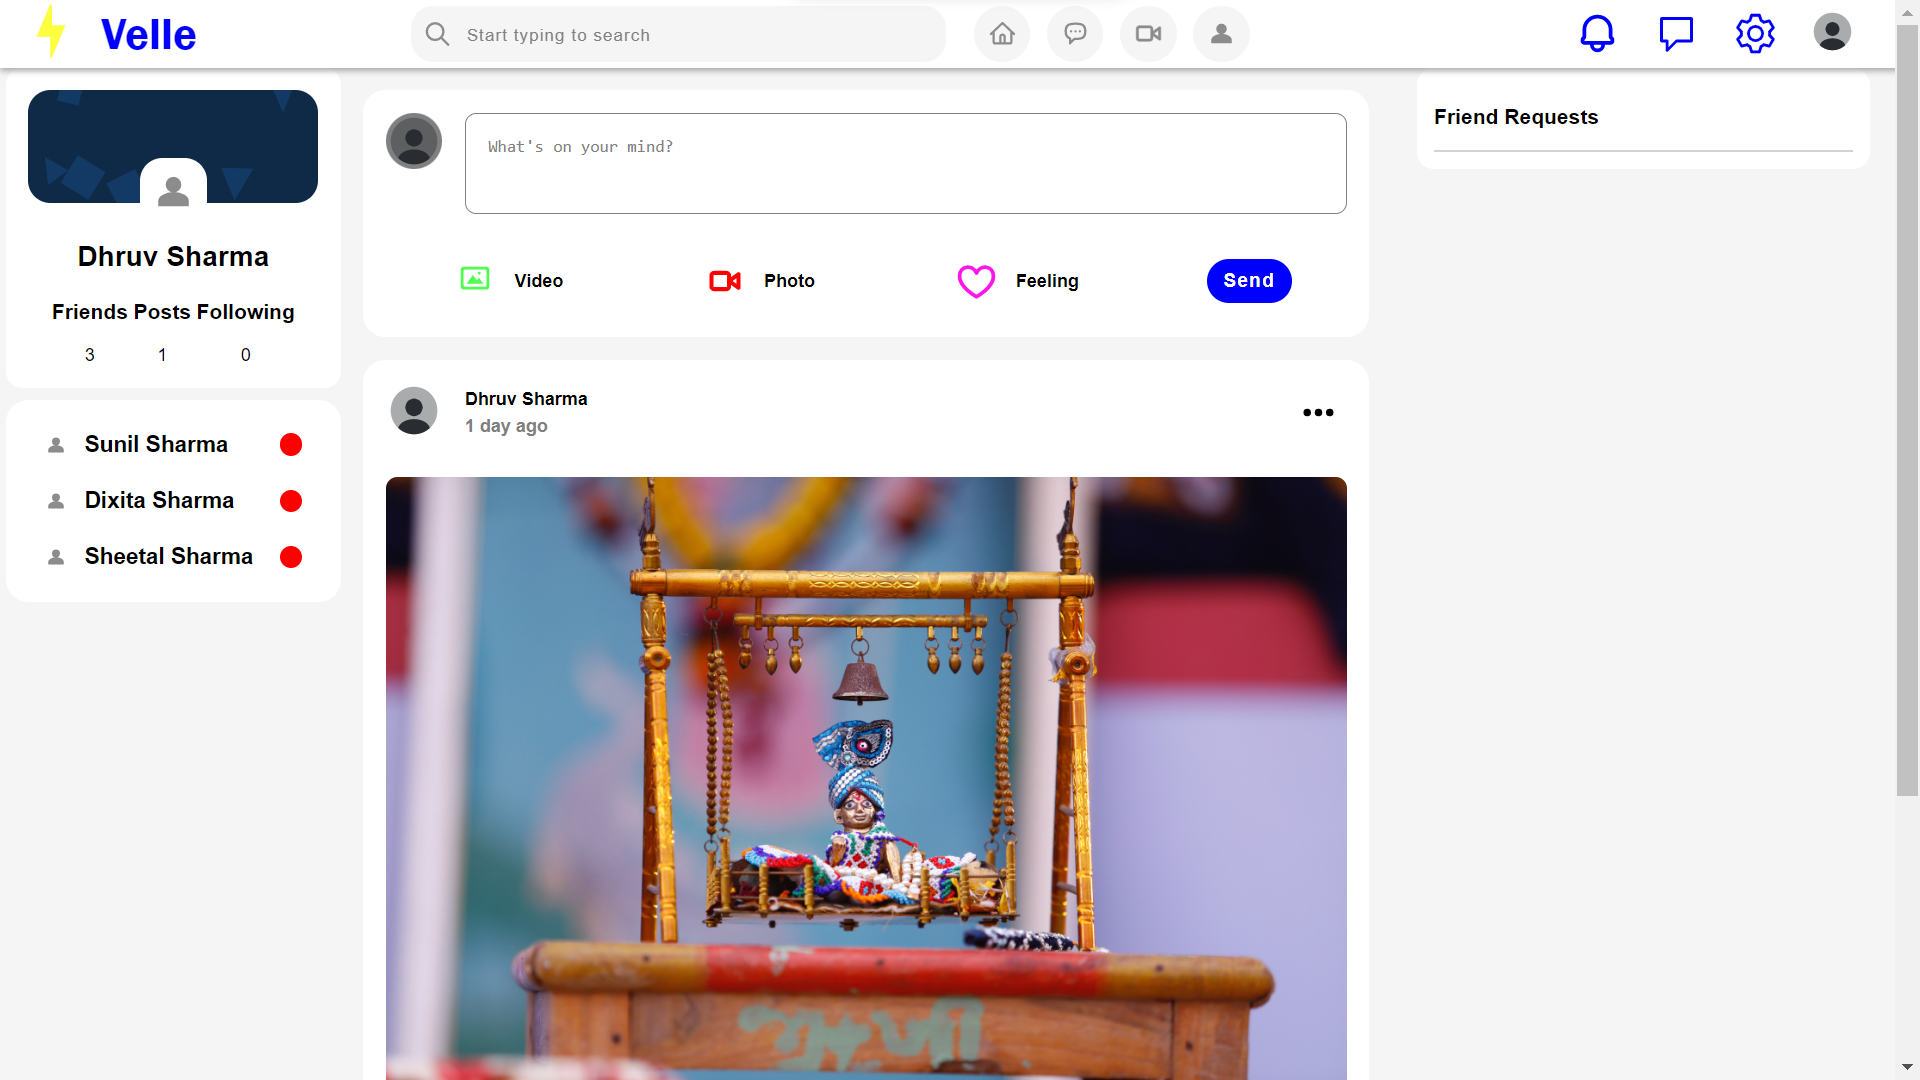 Velle
Start typing to search
Dhruv Sharma
Friends Posts Following
3 1 0
Sunil Sharma
Dixita Sharma
Sheetal Sharma
What's on your mind?
Video
Photo
Feeling
Send
Dhruv Sharma
1 day ago
Friend Requests